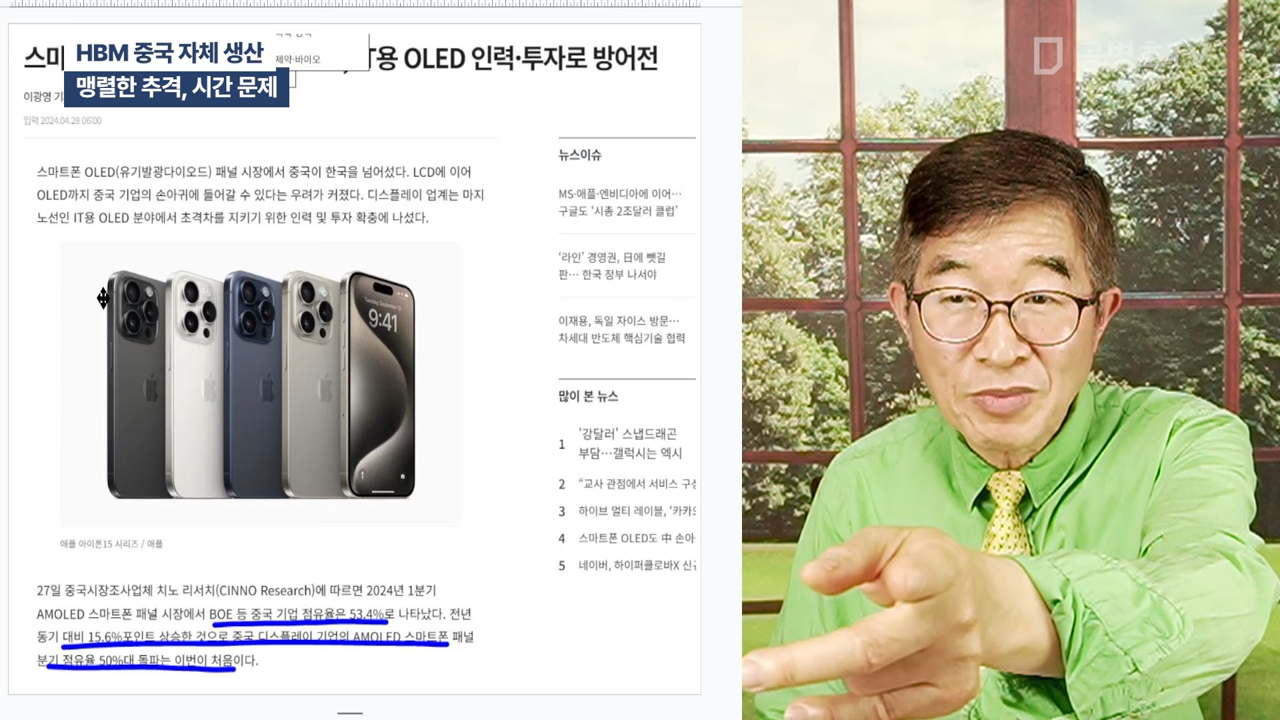 HBM 중국 자체 생산
맹렬한 추격, 시간 문제
제약·바이오
용 OLED 인력·투자로 방어전
이광영
입력 2024.04.28 06:00
스마트폰 OLED(유기발광다이오드) 패널 시장에서 중국이 한국을 넘어섰다. LCD에 이어
OLED까지 중국 기업의 손아귀에 들어갈 수 있다는 우려가 커졌다. 디스플레이 업계는 마지
노선인 IT용 OLED 분야에서 초격차를 지키기 위한 인력 및 투자 확충에 나섰다.
9:41
애플 아이폰15 시리즈 / 애플
27일 중국시장조사업체 치노 리서치(CINNO Research)에 따르면 2024년 1분기
AMOLED 스마트폰 패널 시장에서 BOE 등 중국 기업 점유율은 53.4%로 나타났다. 전년
동기 대비 15.6%포인트 상승한 것으로 중국 디스플레이 기업의 AMOLED 스마트폰 패널
분기 점유율 50%대 돌파는 이번이 처음이다.
뉴스이슈
MS·애플·엔비디아에 이어…
구글도 '시총 2조달러 클럽'
'라인' 경영권, 日에 뺏길
판… 한국 정부 나서야
이재용, 독일 자이스 방문…
차세대 반도체 핵심기술 협력
많이 본 뉴스
1 '강달러' 스냅드래곤
부담…갤럭시는 엑시
2 "교사 관점에서 서비스 구성
3 하이브 멀티 레이블, '카카오
4 스마트폰 OLED도 中 손아
5 네이버, 하이퍼클로바X 신